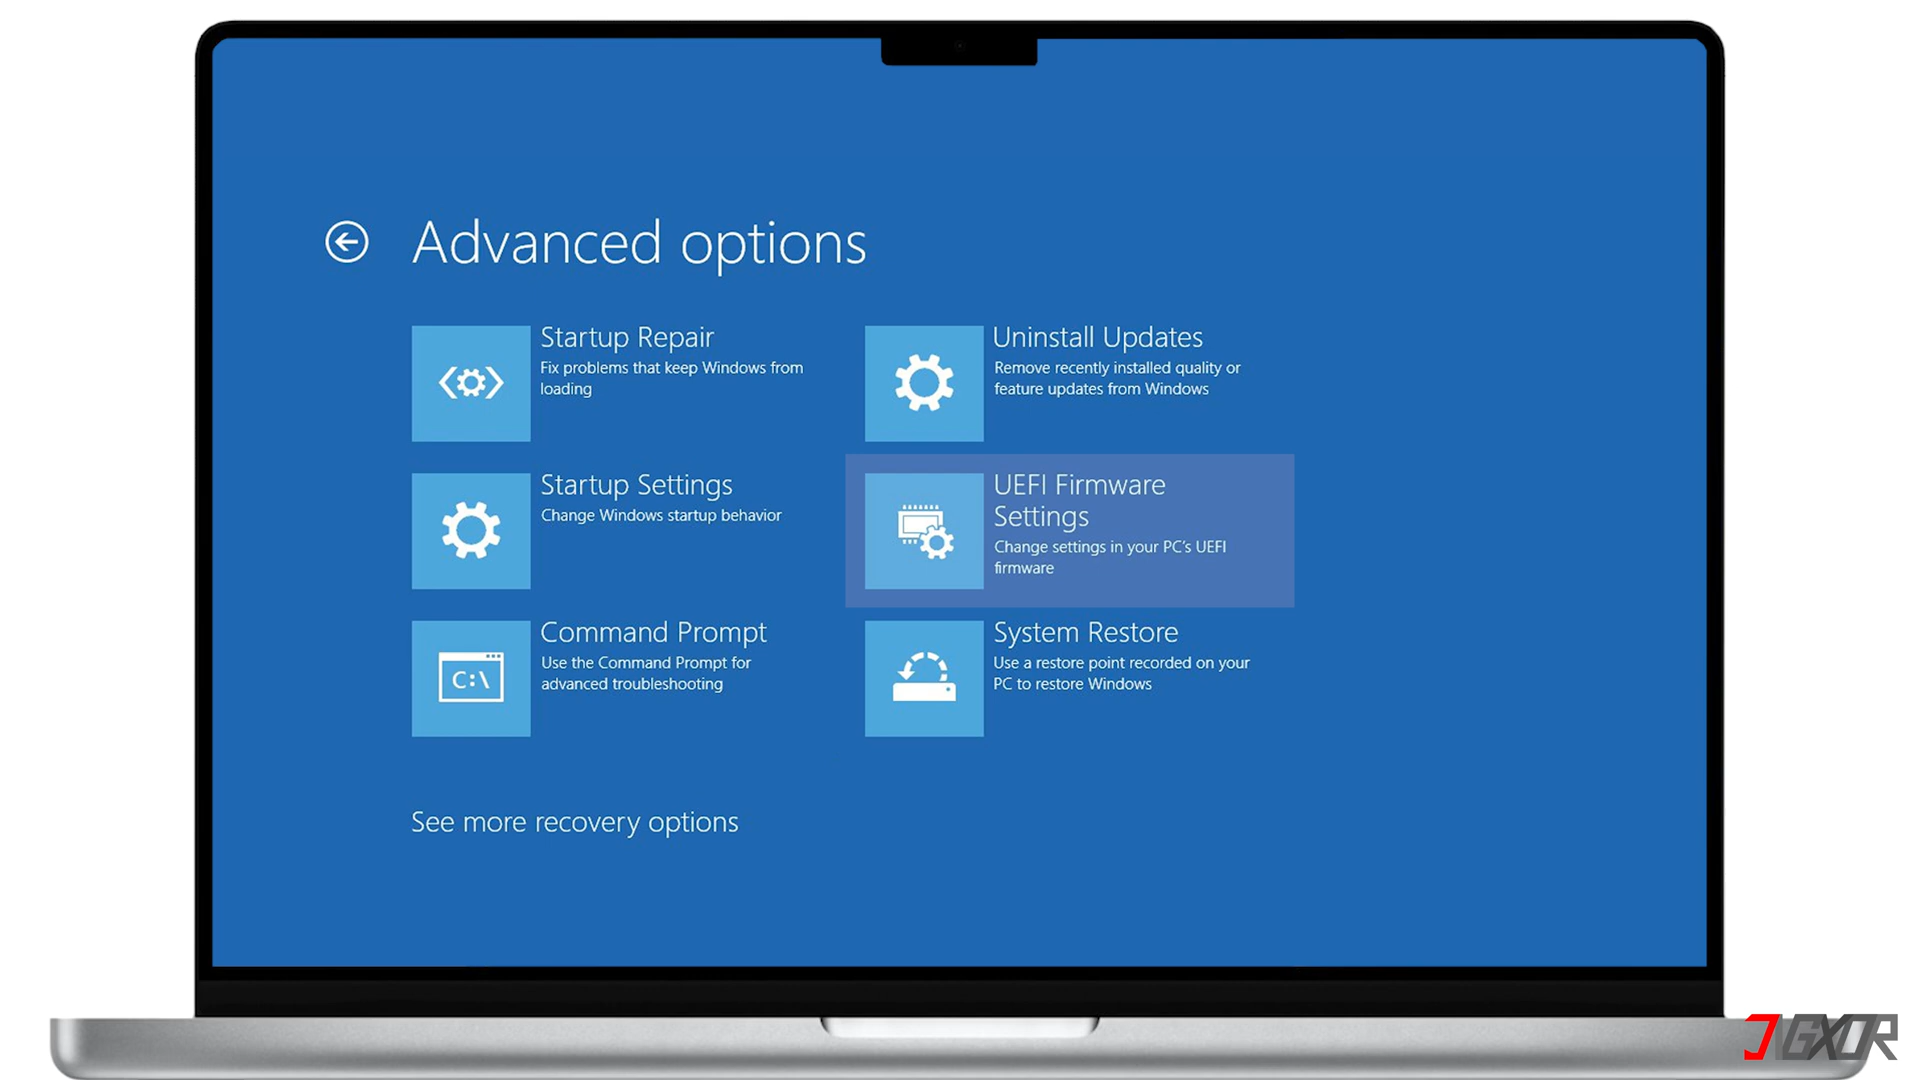 Advanced options
Startup Repair
Fix problems that keep Windows from
loading
Uninstall Updates
Remove recently installed quality or
feature updates from Windows
Startup Settings
Change Windows startup behavior
UEFI Firmware
Settings
Change settings in your PC's UEFI
firmware
C:\
Command Prompt
Use the Command Prompt for
advanced troubleshooting
System Restore
Use a restore point recorded on your
PC to restore Windows
See more recovery options
JIGXOR